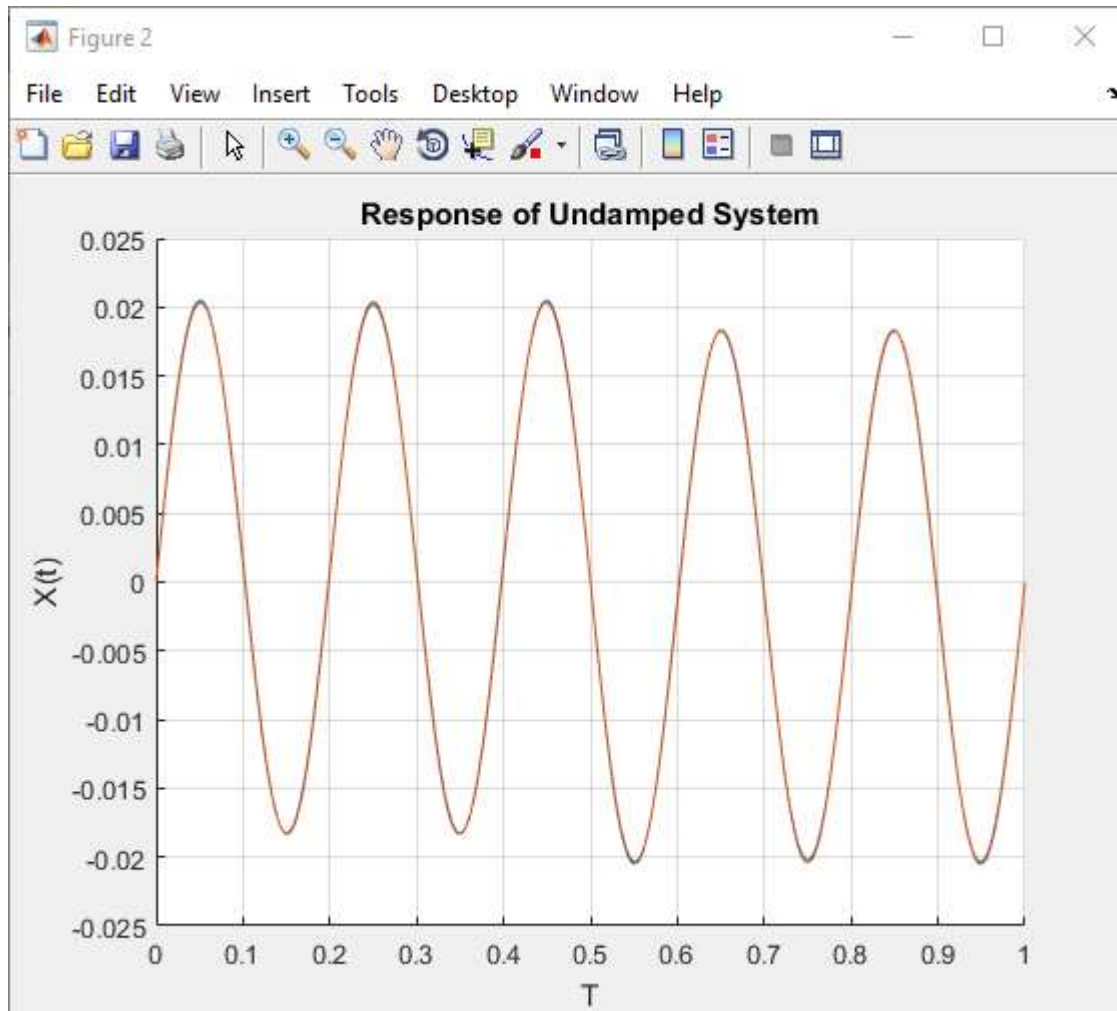 Figure 2
File Edit View Insert Tools Desktop Window Help
Response of Undamped System
0.025
0.02
0.015
0.01
0.005
0
-0.005
-0.01
-0.015
-0.02
-0.025
X(t)
0 0.1 0.2 0.3 0.4 0.5 0.6 0.7 0.8 0.9 1
T